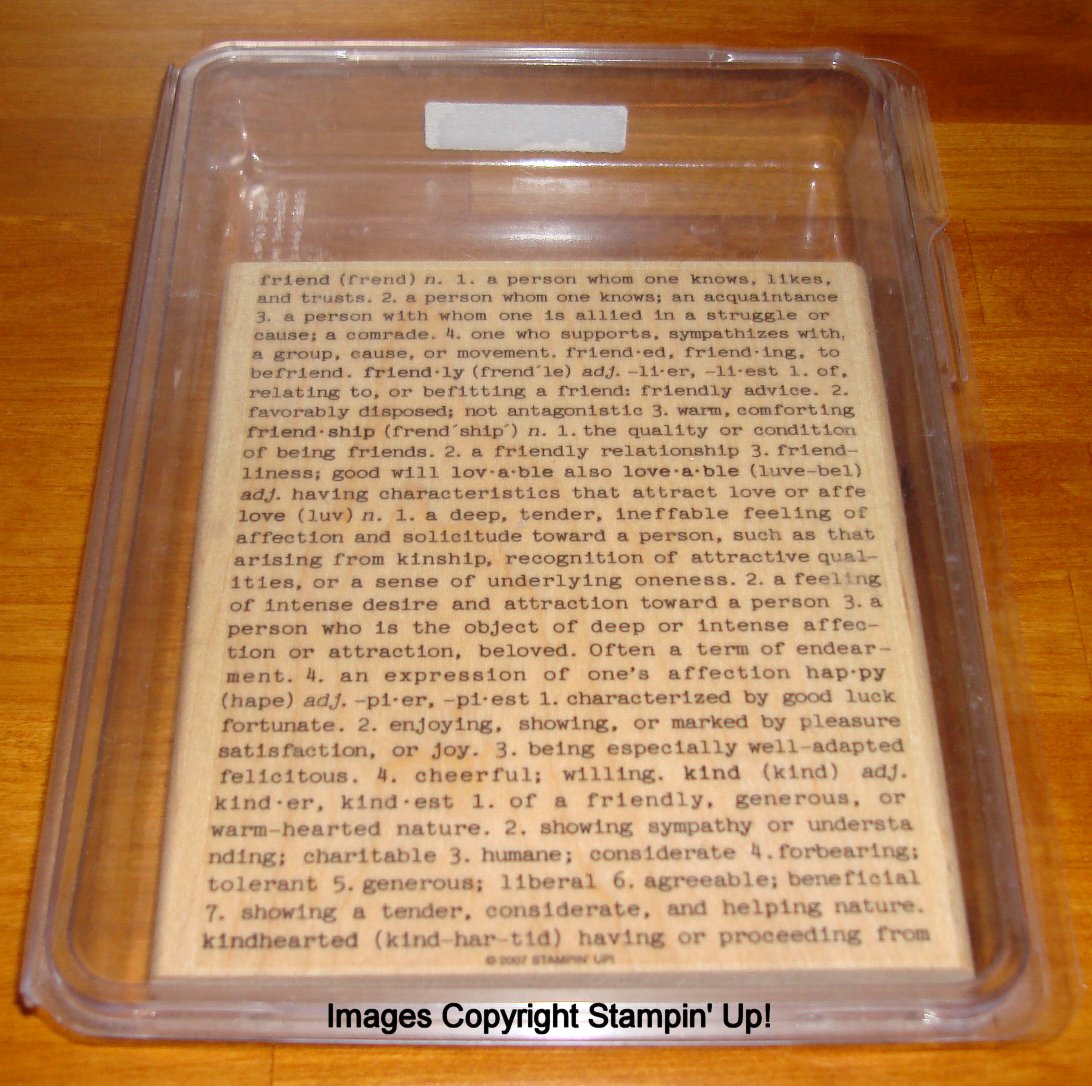 friend (frend) n. 1. a person whom one knows, likes,
and trusts. 2. a person whom one knows; an acquaintance
3. a person with whom one is allied in a struggle or
cause; a comrade. 4. one who supports, sympathizes with,
a group, cause, or movement. friend·ed, friend·ing, to
befriend. friend·ly (frend´le) adj. -li·er, -li·est 1. of,
relating to, or befitting a friend: friendly advice. 2.
favorably disposed; not antagonistic 3. warm, comforting
friend·ship (frend´ship´) n. 1. the quality or condition
of being friends. 2. a friendly relationship 3. friend-
liness; good will lov·a·ble also love·a·ble (luve-bel)
adj. having characteristics that attract love or affe
love (luv) n. 1. a deep, tender, ineffable feeling of
affection and solicitude toward a person, such as that
arising from kinship, recognition of attractive qual-
ities, or a sense of underlying oneness. 2. a feeling
of intense desire and attraction toward a person 3. a
person who is the object of deep or intense affec-
tion or attraction, beloved. Often a term of endear-
ment. 4. an expression of one's affection hap·py
(hape) adj. -pi·er, -pi·est 1. characterized by good luck
fortunate. 2. enjoying, showing, or marked by pleasure
satisfaction, or joy. 3. being especially well-adapted
felicitous. 4. cheerful; willing. kind (kind) adj.
kind·er, kind·est 1. of a friendly, generous, or
warm-hearted nature. 2. showing sympathy or understa
nding; charitable 3. humane; considerate 4. forbearing;
tolerant 5. generous; liberal 6. agreeable; beneficial
7. showing a tender, considerate, and helping nature.
kindhearted (kind-har-tid) having or proceeding from
© 2007 STAMPIN' UP!
Images Copyright Stampin' Up!